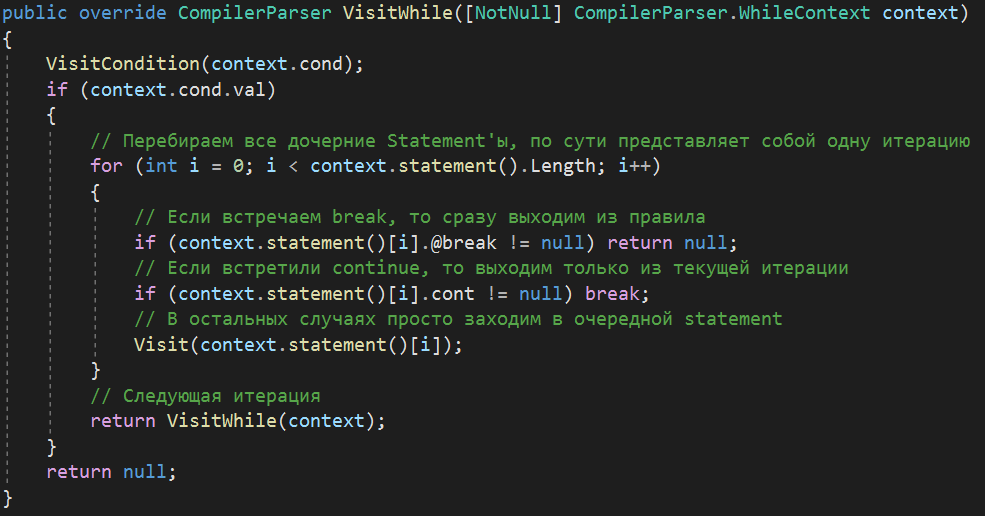 public override CompilerParser VisitWhile([NotNull] CompilerParser.WhileContext context)
{
    VisitCondition(context.cond);
    if (context.cond.val)
    {
        // Перебираем все дочерние Statement'ы, по сути представляет собой одну итерацию
        for (int i = 0; i < context.statement().Length; i++)
        {
            // Если встречаем break, то сразу выходим из правила
            if (context.statement()[i].@break != null) return null;
            // Если встретили continue, то выходим только из текущей итерации
            if (context.statement()[i].cont != null) break;
            // В остальных случаях просто заходим в очередной statement
            Visit(context.statement()[i]);
        }
        // Следующая итерация
        return VisitWhile(context);
    }
    return null;
}